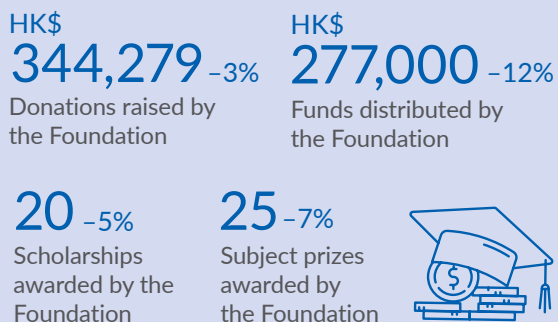 HK$
344,279 –3%
Donations raised by
the Foundation
HK$
277,000 –12%
Funds distributed by
the Foundation
20 –5%
Scholarships
awarded by the
Foundation
25 –7%
Subject prizes
awarded by
the Foundation
$